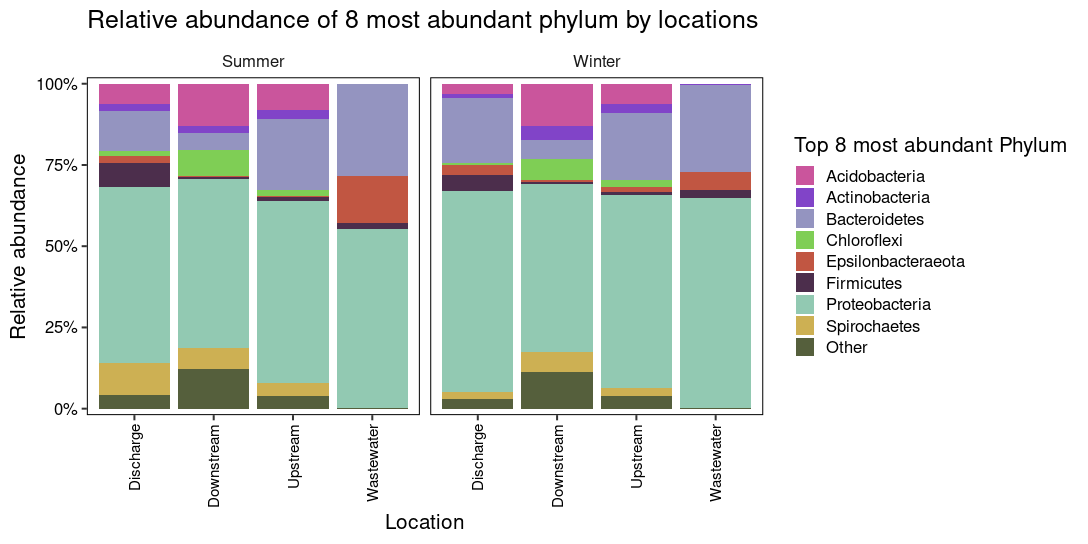 Relative abundance of 8 most abundant phylum by locations
Summer
Winter
100%
75%
50%
25%
0%
Relative abundance
Discharge
Downstream
Upstream
Wastewater
Discharge
Downstream
Upstream
Wastewater
Location
Top 8 most abundant Phylum
Acidobacteria
Actinobacteria
Bacteroidetes
Chloroflexi
Epsilonbacteraeota
Firmicutes
Proteobacteria
Spirochaetes
Other